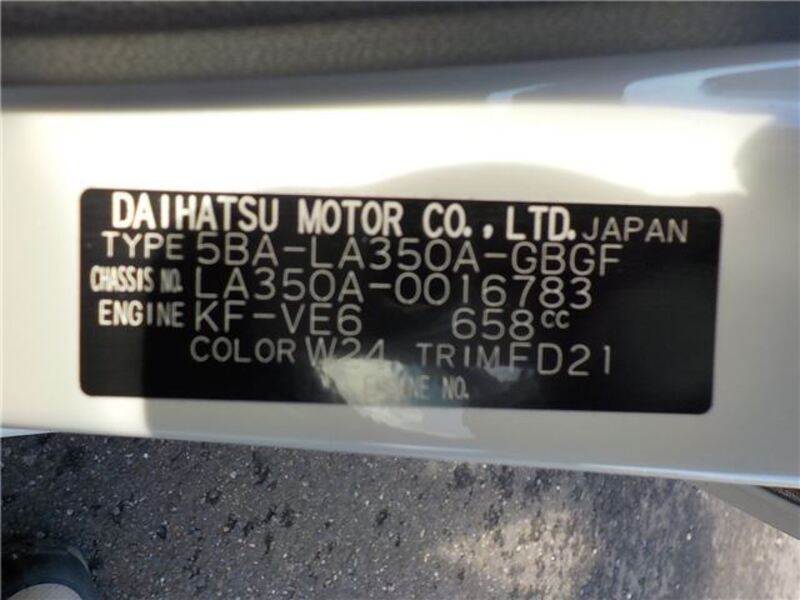 DAIHATSU MOTOR CO., LTD. JAPAN
TYPE 5BA-LA350A-GBGF
CHASSIS NO. LA350A-0016783
ENGINE KF-VE6 658cc
COLOR W24 TRIM FD21
NO.